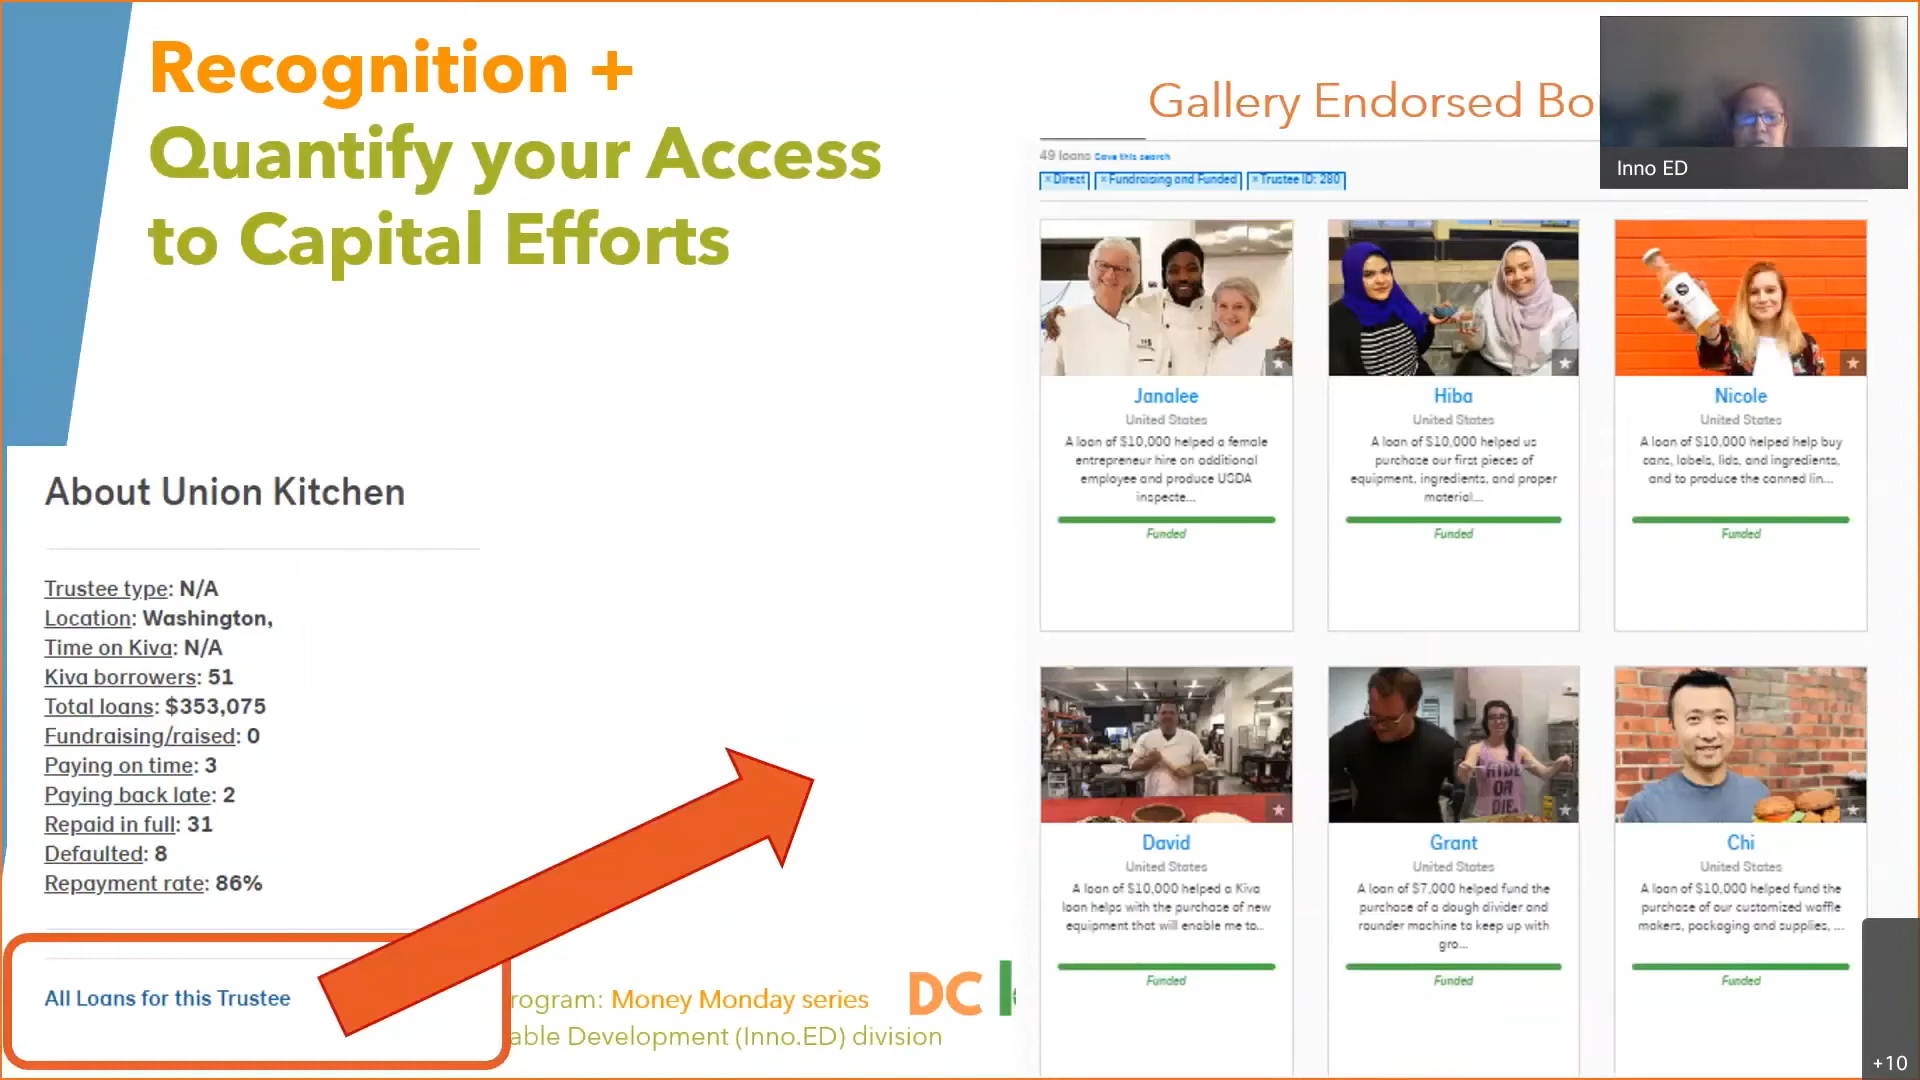 Recognition +
Quantify your Access
to Capital Efforts
Gallery Endorsed Bo
Inno ED
49 loans Save this search
× Direct × Fundraising and Funded × Trustee ID: 280
Janalee
United States
A loan of $10,000 helped a female
entrepreneur hire an additional
employee and produce USDA
inspecte...
Funded
Hiba
United States
A loan of $10,000 helped us
purchase our first pieces of
equipment, ingredients, and proper
material...
Funded
Nicole
United States
A loan of $10,000 helped help buy
cans, labels, lids, and ingredients,
and to produce the canned lin...
Funded
About Union Kitchen
Trustee type: N/A
Location: Washington,
Time on Kiva: N/A
Kiva borrowers: 51
Total loans: $353,075
Fundraising/raised: 0
Paying on time: 3
Paying back late: 2
Repaid in full: 31
Defaulted: 8
Repayment rate: 86%
All Loans for this Trustee
RIDE
OR
DIE
David
United States
A loan of $10,000 helped a Kiva
loan helps with the purchase of new
equipment that will enable me to...
Funded
Grant
United States
A loan of $7,000 helped fund the
purchase of a dough divider and
rounder machine to keep up with
gro...
Funded
Chi
United States
A loan of $10,000 helped fund the
purchase of our customized waffle
makers, packaging and supplies, ...
Funded
rogram: Money Monday series
able Development (Inno.ED) division
DC
+10